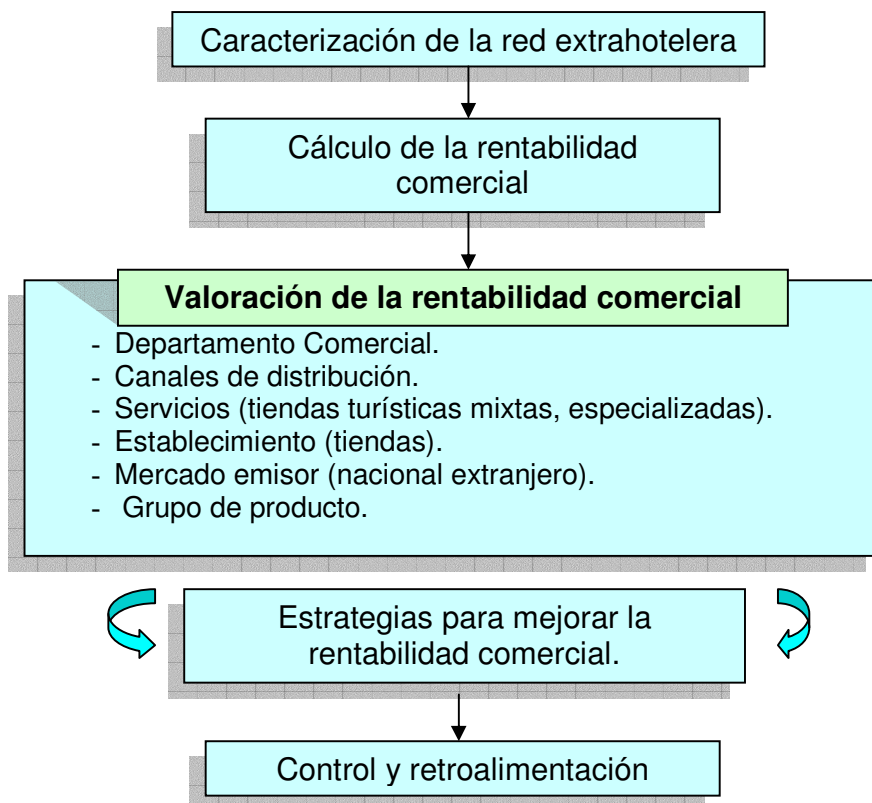 Caracterización de la red extrahotelera
Cálculo de la rentabilidad
comercial
Valoración de la rentabilidad comercial
- Departamento Comercial.
- Canales de distribución.
- Servicios (tiendas turísticas mixtas, especializadas).
- Establecimiento (tiendas).
- Mercado emisor (nacional extranjero).
- Grupo de producto.
Estrategias para mejorar la
rentabilidad comercial.
Control y retroalimentación